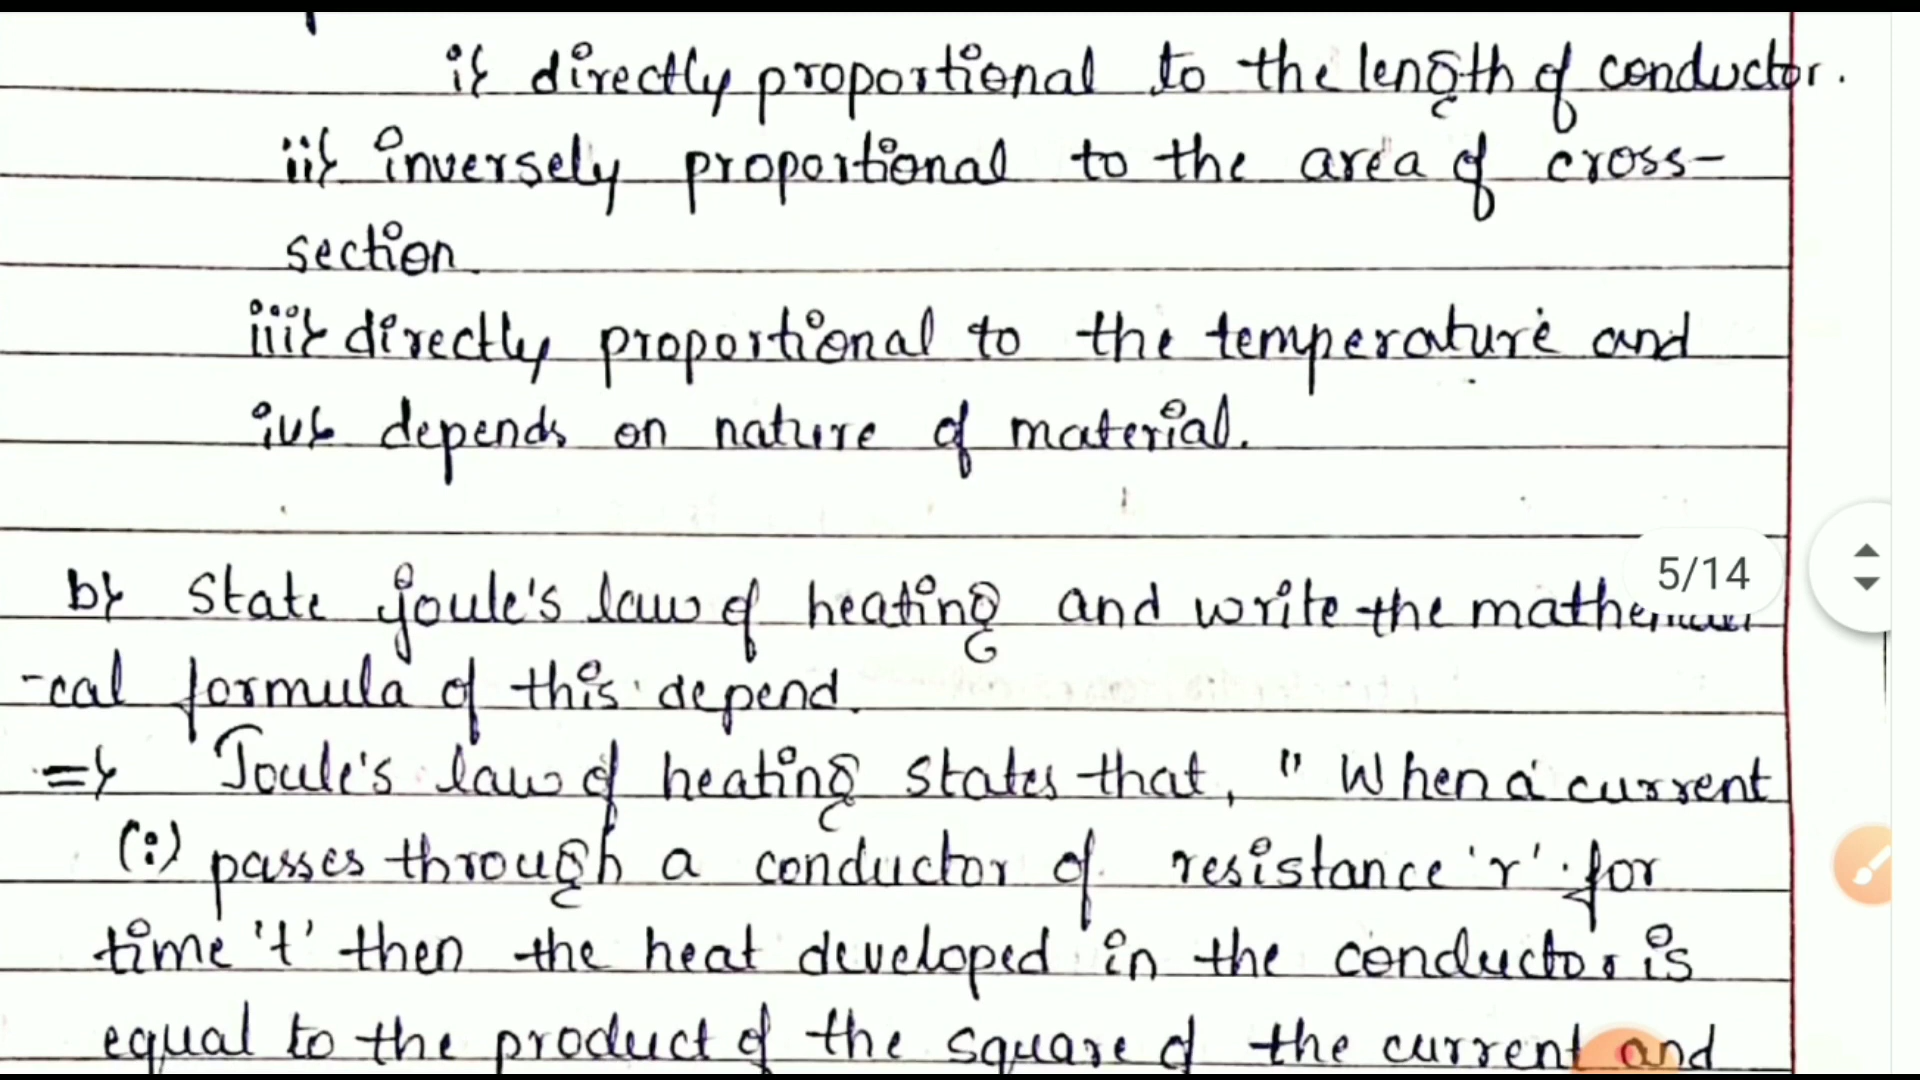 i} directly proportional to the length of conductor.
ii} inversely proportional to the area of cross-
section.
iii} directly proportional to the temperature and
iv} depends on nature of material.
5/14
b} State joule's law of heating and write the mathemati
-cal formula of this depend.
=> Joule's law of heating states that, " When a current
(i) passes through a conductor of resistance 'r' for
time 't' then the heat developed in the conductor is
equal to the product of the square of the current and